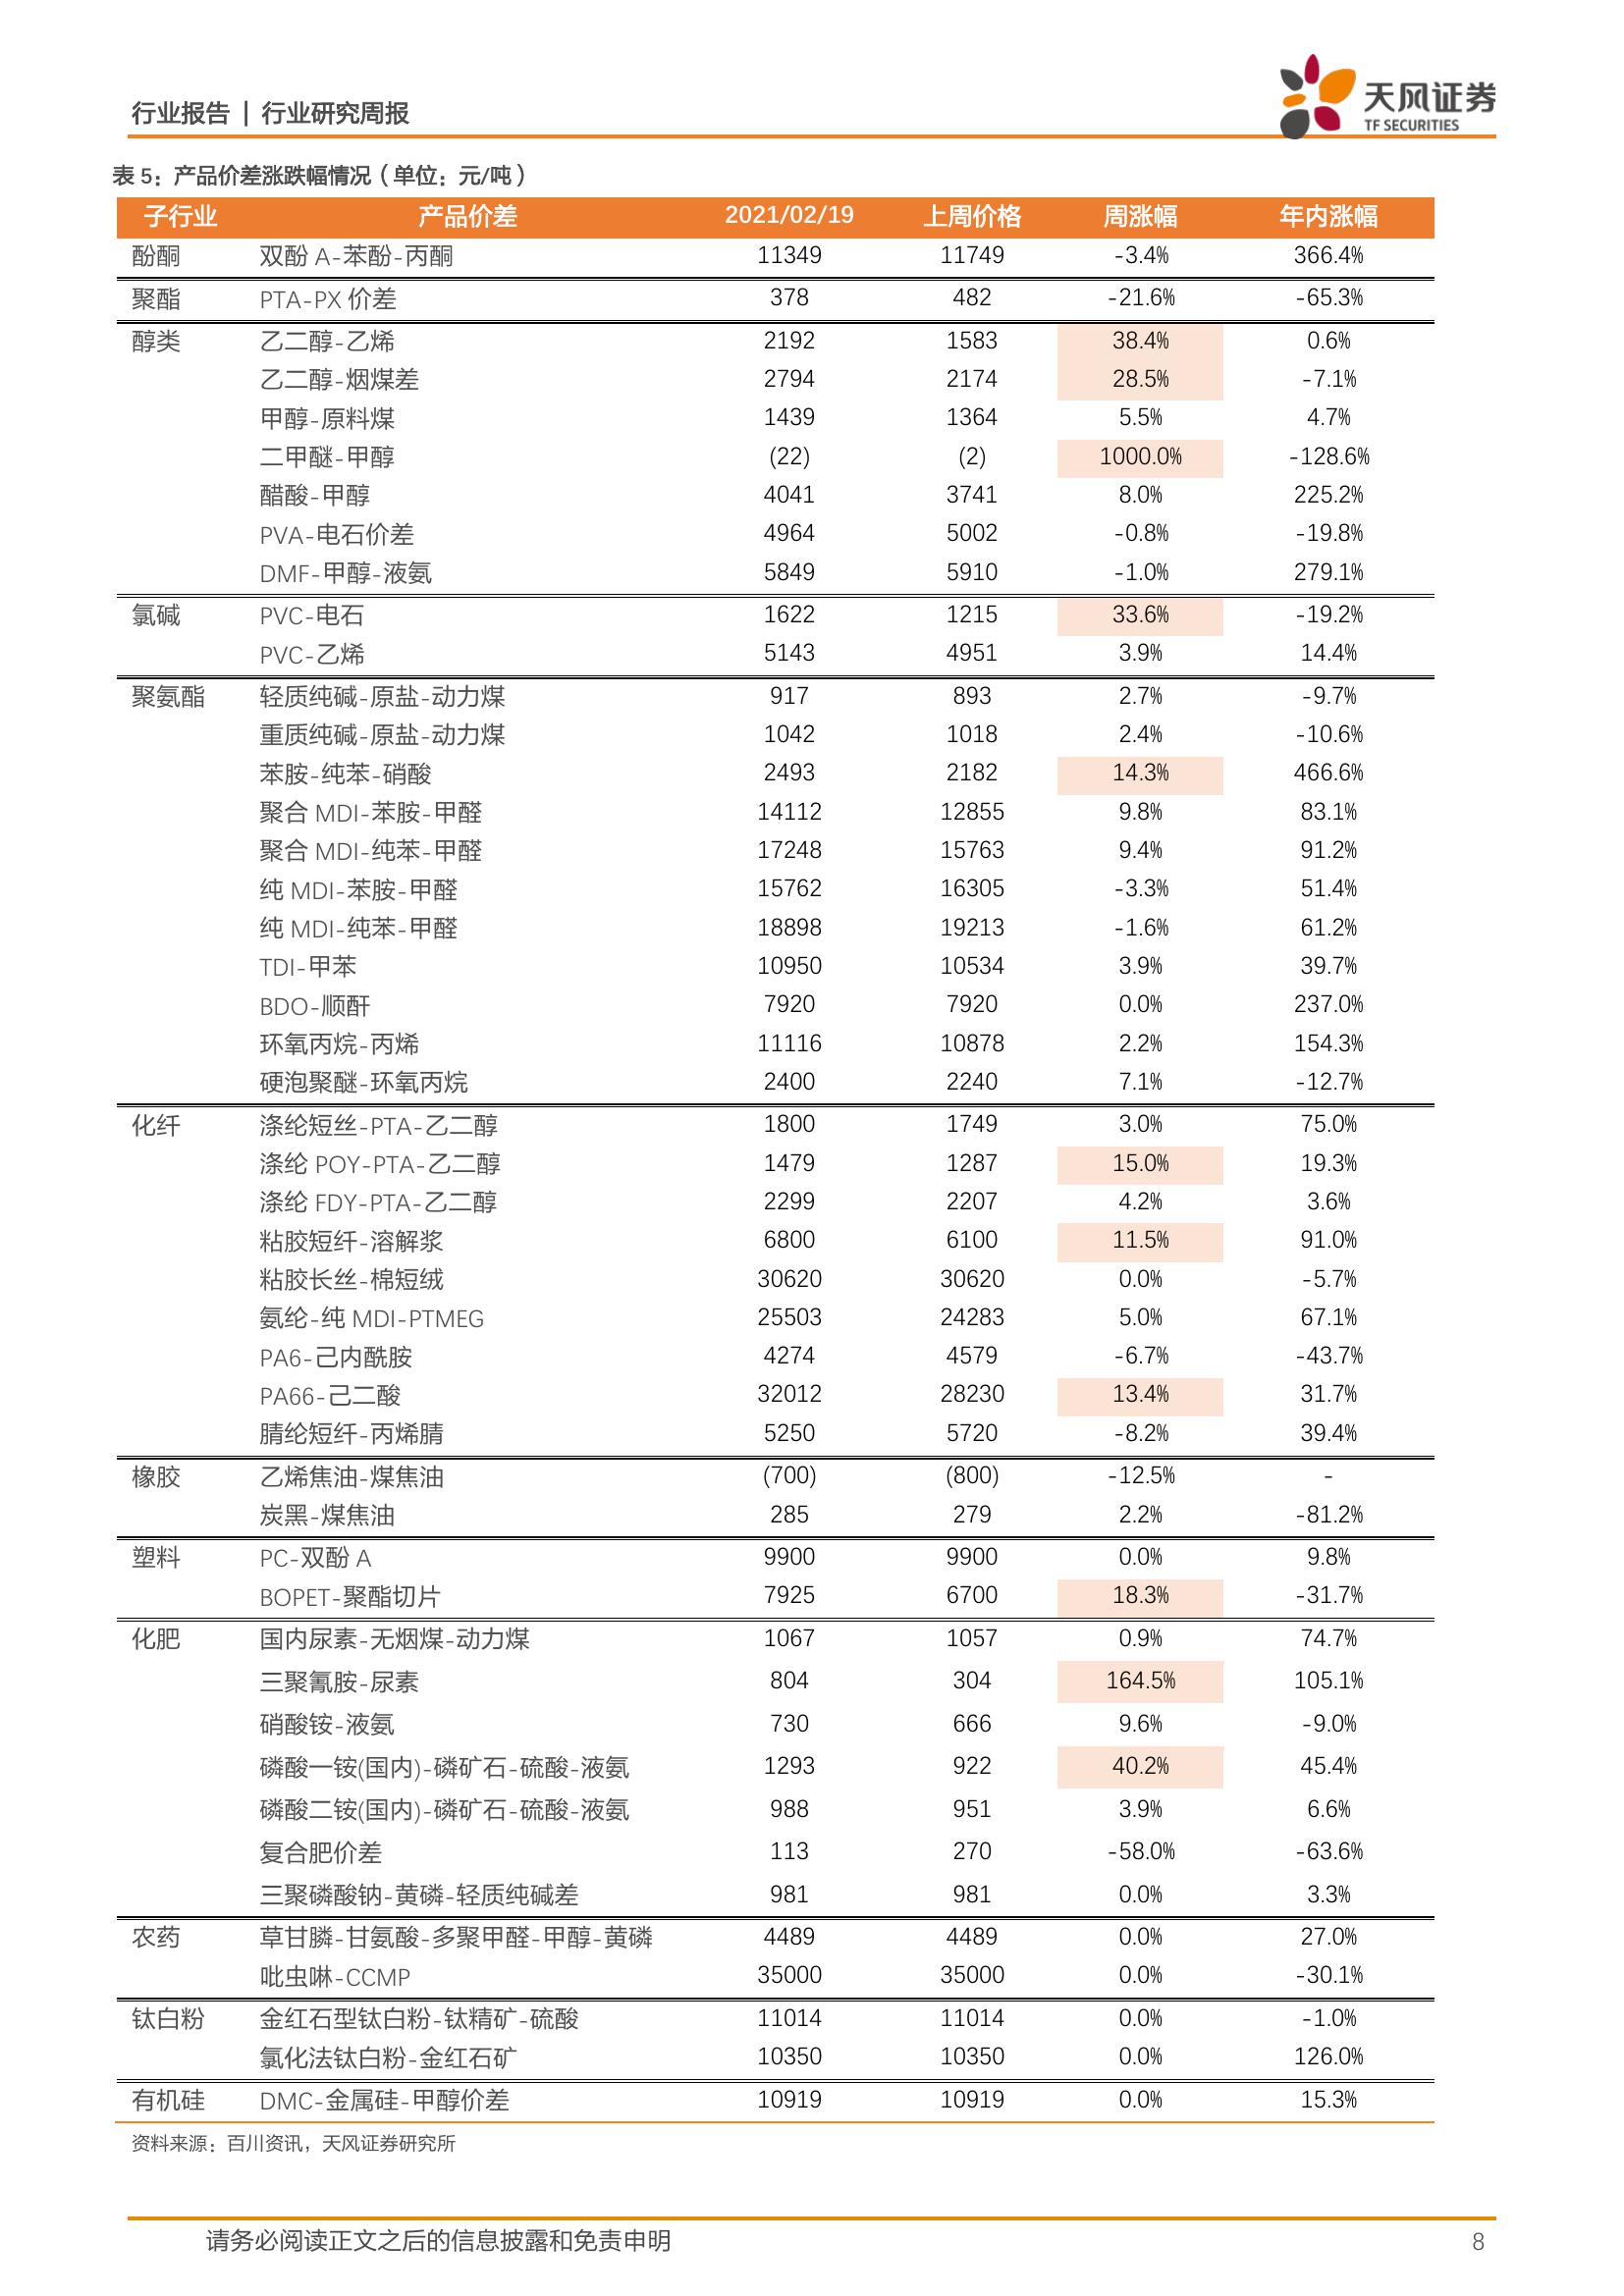 行业报告 | 行业研究周报
天风证券
TF SECURITIES
表 5：产品价差涨跌幅情况（单位：元/吨）
子行业 产品价差 2021/02/19 上周价格 周涨幅 年内涨幅
酚酮 双酚 A-苯酚-丙酮 11349 11749 -3.4% 366.4%
聚酯 PTA-PX 价差 378 482 -21.6% -65.3%
醇类 乙二醇-乙烯 2192 1583 38.4% 0.6%
乙二醇-烟煤差 2794 2174 28.5% -7.1%
甲醇-原料煤 1439 1364 5.5% 4.7%
二甲醚-甲醇 (22) (2) 1000.0% -128.6%
醋酸-甲醇 4041 3741 8.0% 225.2%
PVA-电石价差 4964 5002 -0.8% -19.8%
DMF-甲醇-液氨 5849 5910 -1.0% 279.1%
氯碱 PVC-电石 1622 1215 33.6% -19.2%
PVC-乙烯 5143 4951 3.9% 14.4%
聚氨酯 轻质纯碱-原盐-动力煤 917 893 2.7% -9.7%
重质纯碱-原盐-动力煤 1042 1018 2.4% -10.6%
苯胺-纯苯-硝酸 2493 2182 14.3% 466.6%
聚合 MDI-苯胺-甲醛 14112 12855 9.8% 83.1%
聚合 MDI-纯苯-甲醛 17248 15763 9.4% 91.2%
纯 MDI-苯胺-甲醛 15762 16305 -3.3% 51.4%
纯 MDI-纯苯-甲醛 18898 19213 -1.6% 61.2%
TDI-甲苯 10950 10534 3.9% 39.7%
BDO-顺酐 7920 7920 0.0% 237.0%
环氧丙烷-丙烯 11116 10878 2.2% 154.3%
硬泡聚醚-环氧丙烷 2400 2240 7.1% -12.7%
化纤 涤纶短丝-PTA-乙二醇 1800 1749 3.0% 75.0%
涤纶 POY-PTA-乙二醇 1479 1287 15.0% 19.3%
涤纶 FDY-PTA-乙二醇 2299 2207 4.2% 3.6%
粘胶短纤-溶解浆 6800 6100 11.5% 91.0%
粘胶长丝-棉短绒 30620 30620 0.0% -5.7%
氨纶-纯 MDI-PTMEG 25503 24283 5.0% 67.1%
PA6-己内酰胺 4274 4579 -6.7% -43.7%
PA66-己二酸 32012 28230 13.4% 31.7%
腈纶短纤-丙烯腈 5250 5720 -8.2% 39.4%
橡胶 乙烯焦油-煤焦油 (700) (800) -12.5% -
炭黑-煤焦油 285 279 2.2% -81.2%
塑料 PC-双酚 A 9900 9900 0.0% 9.8%
BOPET-聚酯切片 7925 6700 18.3% -31.7%
化肥 国内尿素-无烟煤-动力煤 1067 1057 0.9% 74.7%
三聚氰胺-尿素 804 304 164.5% 105.1%
硝酸铵-液氨 730 666 9.6% -9.0%
磷酸一铵(国内)-磷矿石-硫酸-液氨 1293 922 40.2% 45.4%
磷酸二铵(国内)-磷矿石-硫酸-液氨 988 951 3.9% 6.6%
复合肥价差 113 270 -58.0% -63.6%
三聚磷酸钠-黄磷-轻质纯碱差 981 981 0.0% 3.3%
农药 草甘膦-甘氨酸-多聚甲醛-甲醇-黄磷 4489 4489 0.0% 27.0%
吡虫啉-CCMP 35000 35000 0.0% -30.1%
钛白粉 金红石型钛白粉-钛精矿-硫酸 11014 11014 0.0% -1.0%
氯化法钛白粉-金红石矿 10350 10350 0.0% 126.0%
有机硅 DMC-金属硅-甲醇价差 10919 10919 0.0% 15.3%
资料来源：百川资讯，天风证券研究所
请务必阅读正文之后的信息披露和免责申明 8